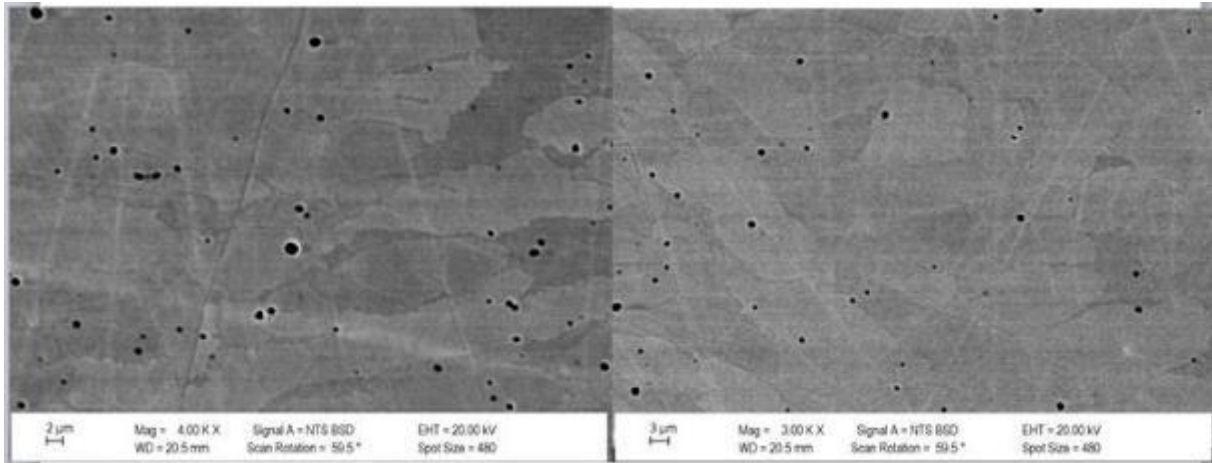 2 µm
Mag = 4.00 K X
Signal A = NTS BSD
EHT = 20.00 kV
WD = 20.5 mm
Scan Rotation = 59.5 °
Spot Size = 480
3 µm
Mag = 3.00 K X
Signal A = NTS BSD
EHT = 20.00 kV
WD = 20.5 mm
Scan Rotation = 59.5 °
Spot Size = 480